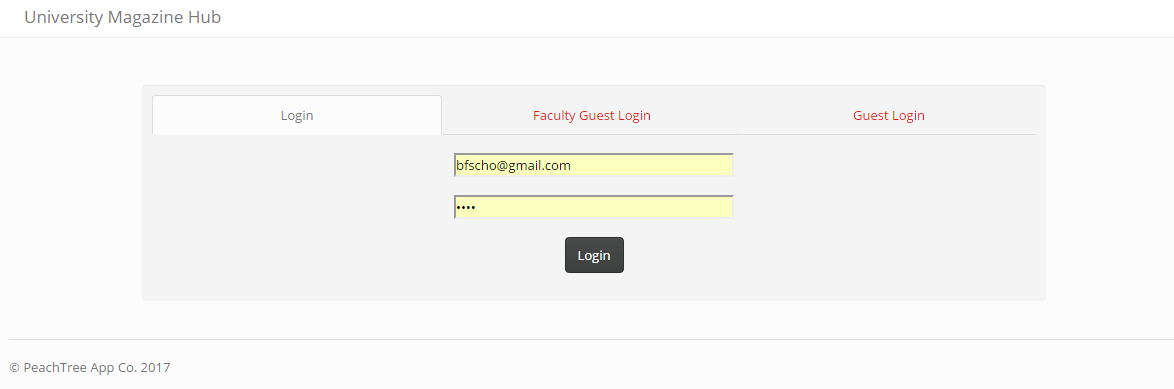 University Magazine Hub
Login Faculty Guest Login Guest Login
bfscho@gmail.com
••••
Login
© PeachTree App Co. 2017